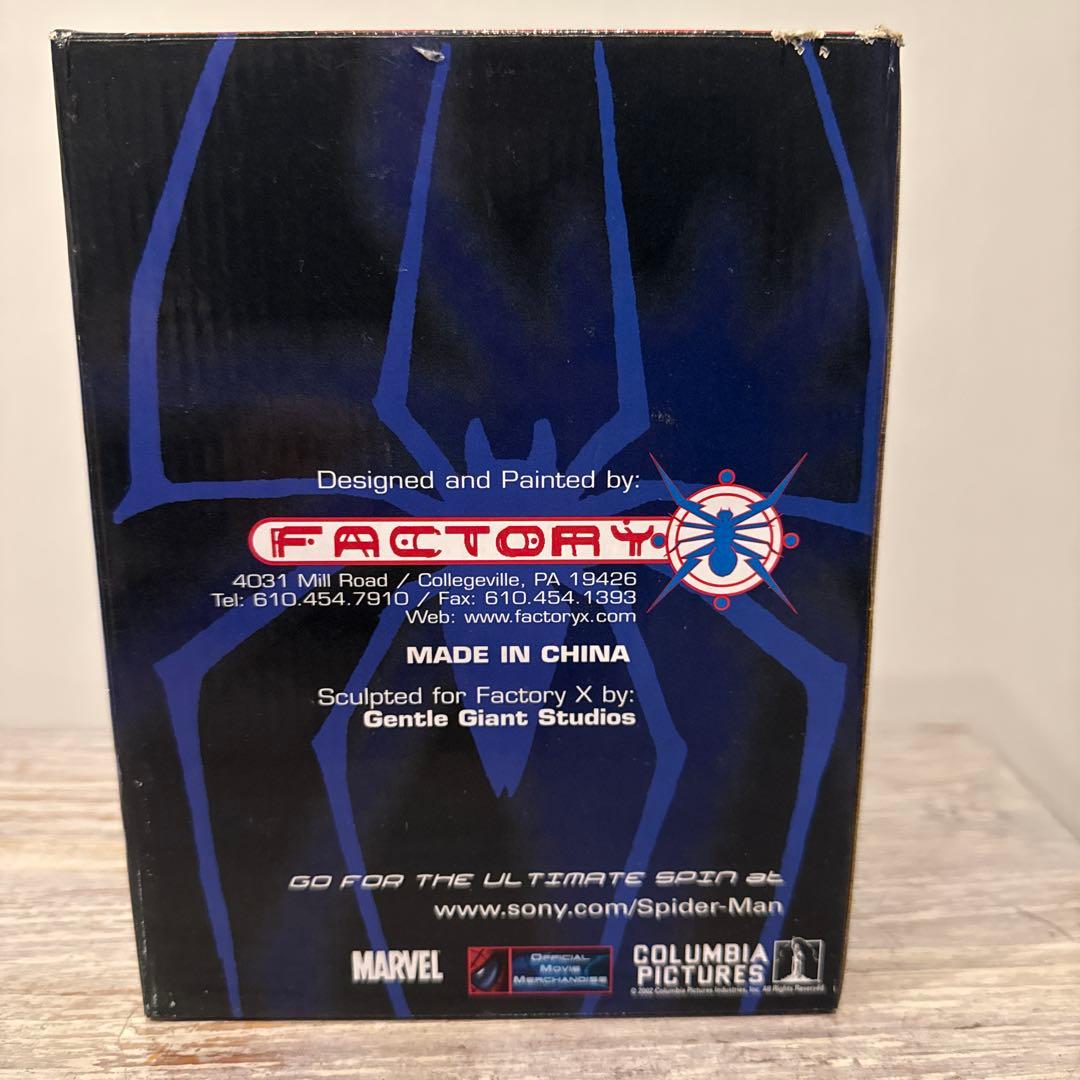 Designed and Painted by:
FACTORY
4031 Mill Road / Collegeville, PA 19426
Tel: 610.454.7910 / Fax: 610.454.1393
Web: www.factoryx.com
MADE IN CHINA
Sculpted for Factory X by:
Gentle Giant Studios
GO FOR THE ULTIMATE SPIN at
www.sony.com/Spider-Man
MARVEL
OFFICIAL
MOVIE
MERCHANDISE
COLUMBIA
PICTURES
© 2002 Columbia Pictures Industries, Inc. All Rights Reserved